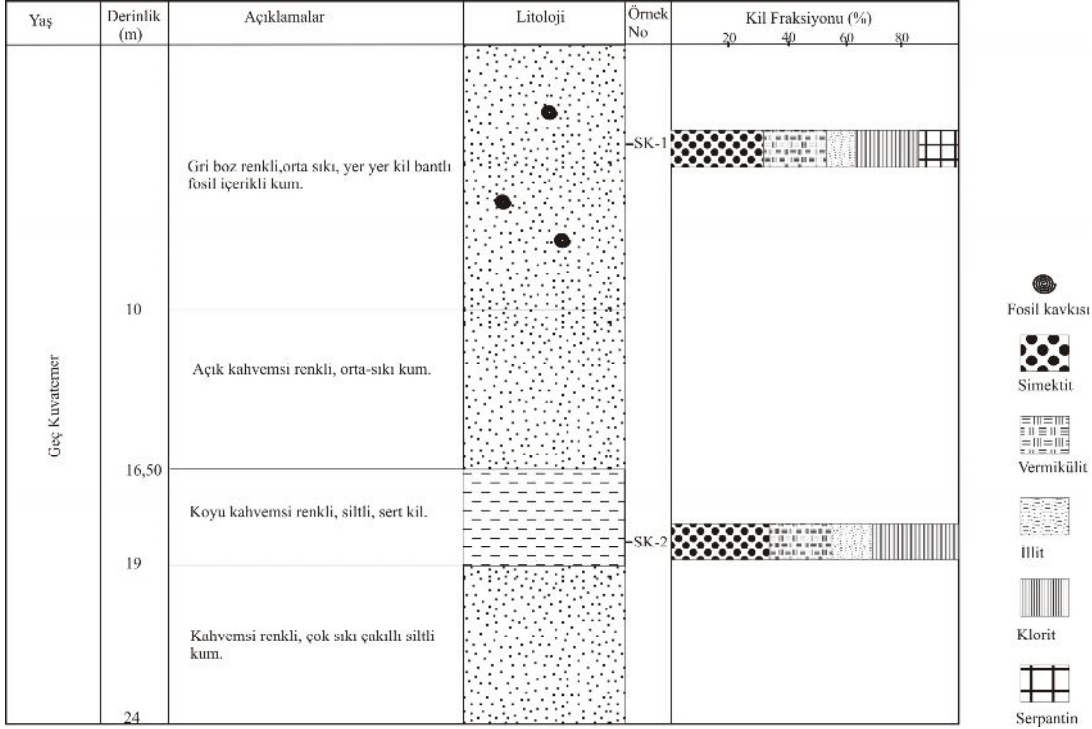 Yaş
Derinlik
(m)
Açıklamalar
Litoloji
Örnek
No
Kil Fraksiyonu (%)
20 40 60 80
Gri boz renkli,orta sıkı, yer yer kil bantlı
fosil içerikli kum.
SK-1
10
Açık kahvemsi renkli, orta-sıkı kum.
Geç Kuvaterner
16,50
Koyu kahvemsi renkli, siltli, sert kil.
SK-2
19
Kahvemsi renkli, çok sıkı çakıllı siltli
kum.
24
Fosil kavkısı
Simektit
Vermikülit
İllit
Klorit
Serpantin